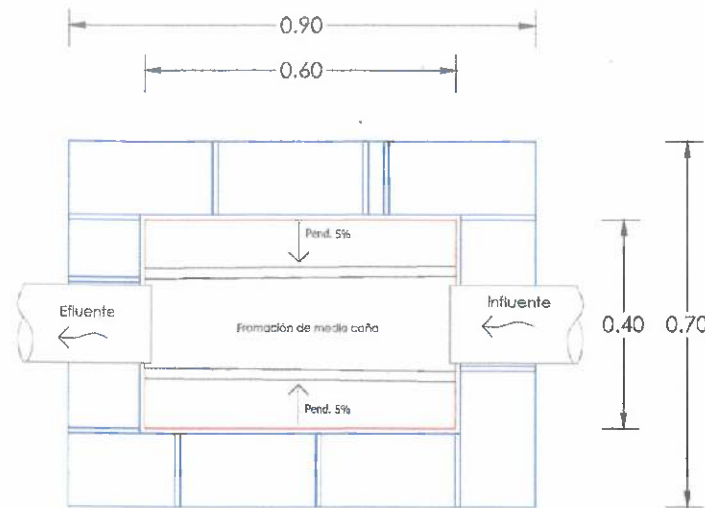 0.90
0.60
Pend. 5%
Efluente
Influente
Fromación de media caña
0.40
0.70
Pend. 5%